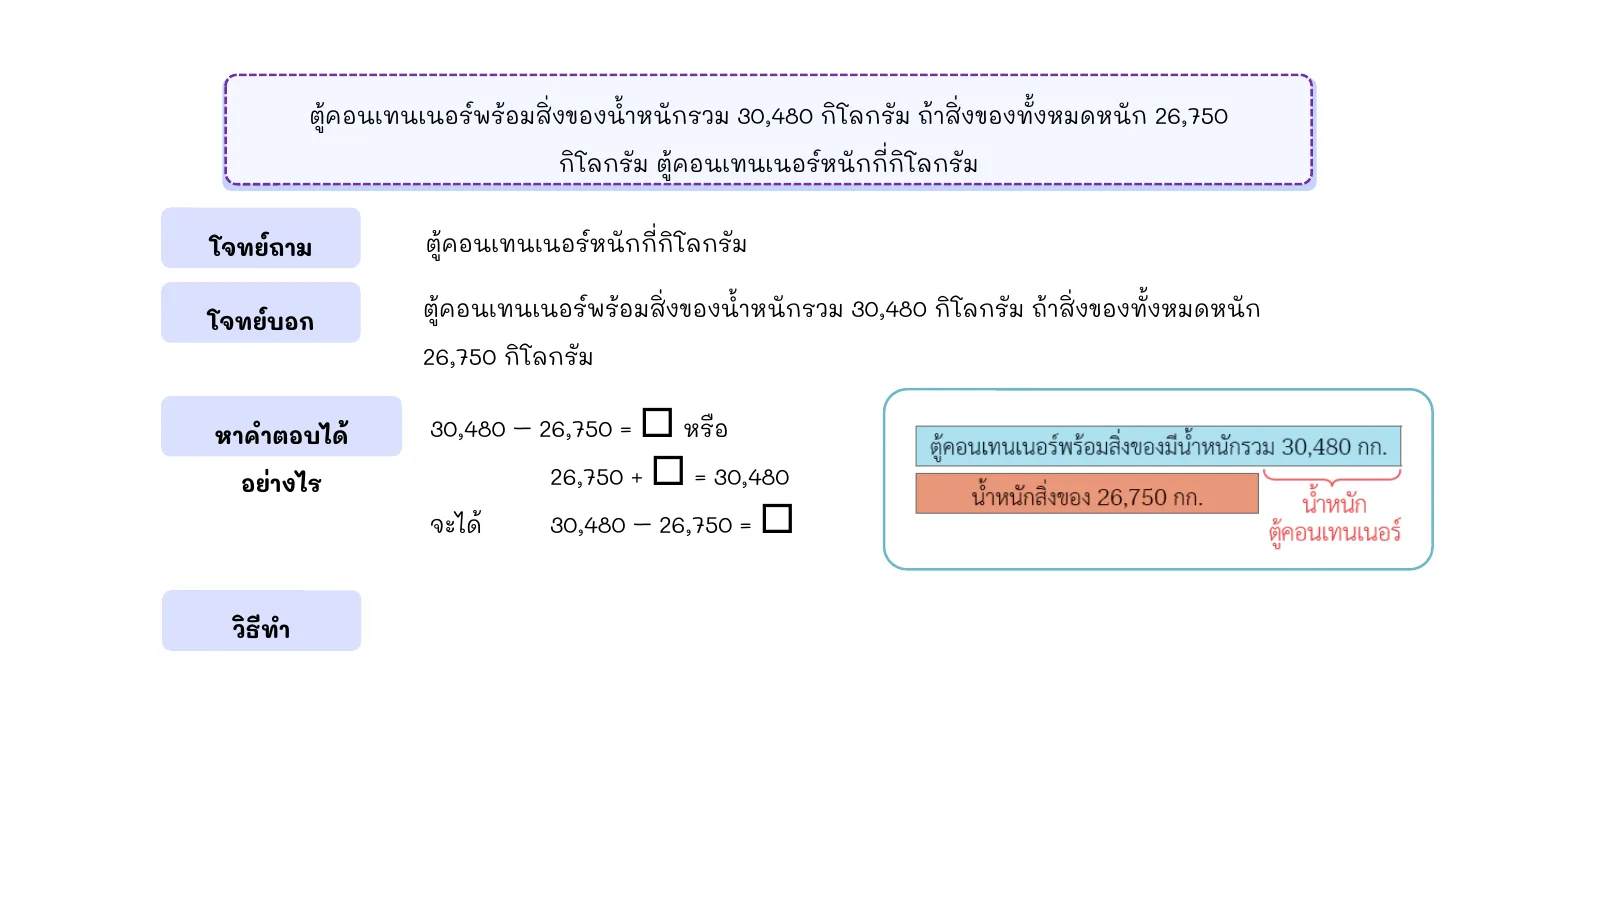 ตู้คอนเทนเนอร์พร้อมสิ่งของน้ำหนักรวม 30,480 กิโลกรัม ถ้าสิ่งของทั้งหมดหนัก 26,750
กิโลกรัม ตู้คอนเทนเนอร์หนักกี่กิโลกรัม
โจทย์ถาม
ตู้คอนเทนเนอร์หนักกี่กิโลกรัม
โจทย์บอก
ตู้คอนเทนเนอร์พร้อมสิ่งของน้ำหนักรวม 30,480 กิโลกรัม ถ้าสิ่งของทั้งหมดหนัก
26,750 กิโลกรัม
หาคำตอบได้
อย่างไร
30,480 – 26,750 = □ หรือ
26,750 + □ = 30,480
จะได้ 30,480 – 26,750 = □
ตู้คอนเทนเนอร์พร้อมสิ่งของมีน้ำหนักรวม 30,480 กก.
น้ำหนักสิ่งของ 26,750 กก.
น้ำหนัก
ตู้คอนเทนเนอร์
วิธีทำ